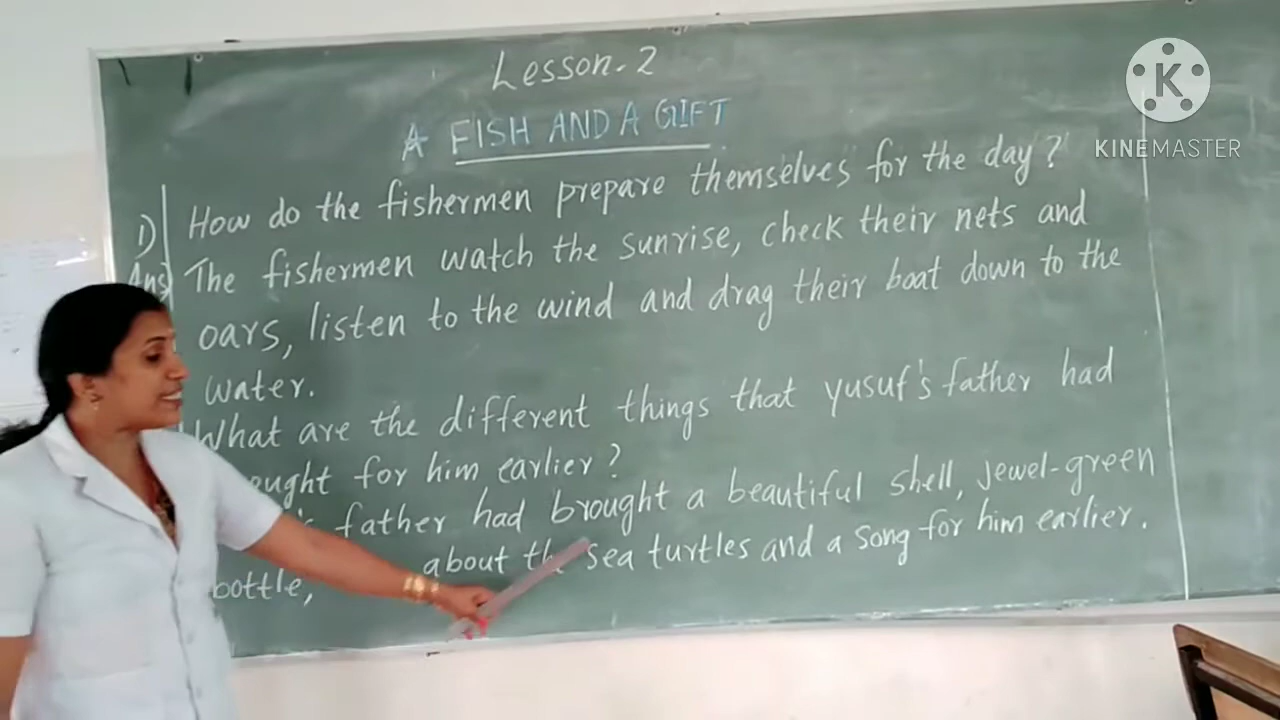 Lesson-2
A FISH AND A GIFT
1) How do the fishermen prepare themselves for the day?
Ans) The fishermen watch the sunrise, check their nets and
oars, listen to the wind and drag their boat down to the
water.
What are the different things that yusuf's father had
ought for him earlier?
's father had brought a beautiful shell, jewel-green
bottle, about the sea turtles and a song for him earlier.
K
KINEMASTER